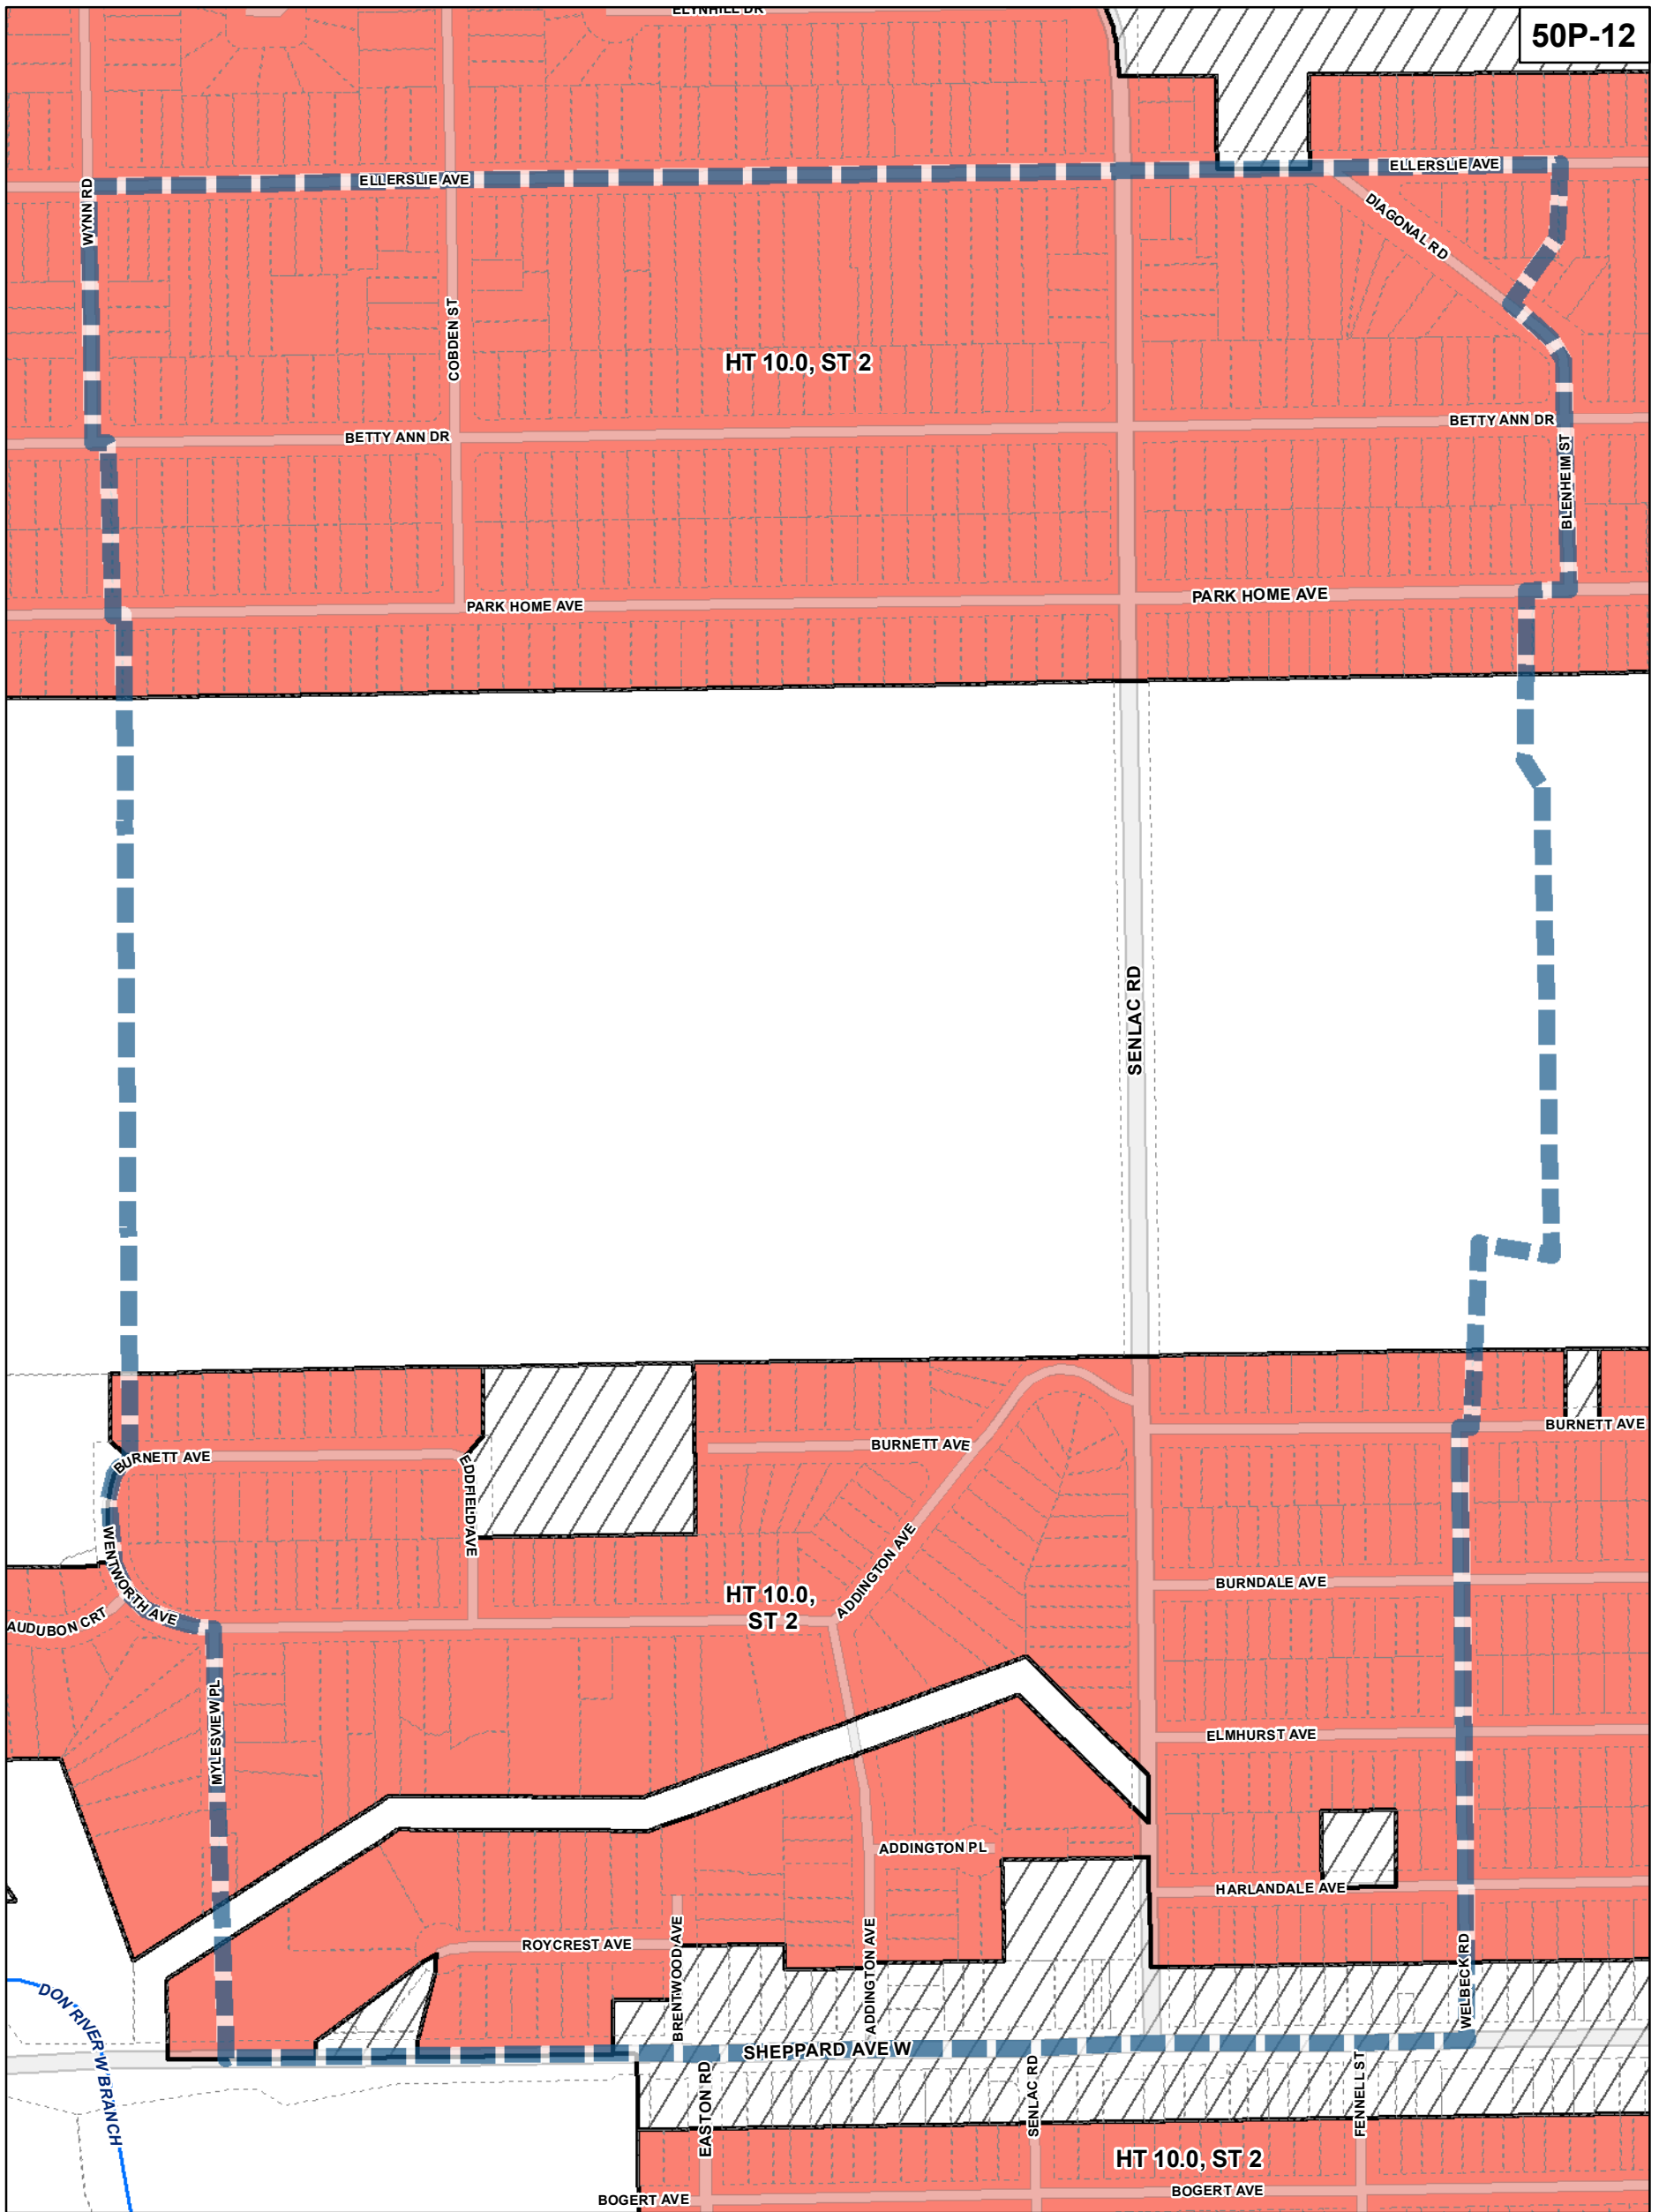 ELYNHILL DR
50P-12
ELLERSLIE AVE
ELLERSLIE AVE
WYNN RD
DIAGONAL RD
COBDEN ST
HT 10.0, ST 2
BETTY ANN DR
BETTY ANN DR
BLENHEIM ST
PARK HOME AVE
PARK HOME AVE
SENLAC RD
BURNETT AVE
BURNETT AVE
BURNETT AVE
EDDFIELD AVE
WENTWORTH AVE
AUDUBON CRT
ADDINGTON AVE
BURNDALE AVE
HT 10.0,
ST 2
MYLESVIEW PL
ELMHURST AVE
ADDINGTON PL
HARLANDALE AVE
ROYCREST AVE
BRENTWOOD AVE
ADDINGTON AVE
WELBECK RD
DON RIVER W BRANCH
SHEPPARD AVE W
EASTON RD
SENLAC RD
FENNELL ST
HT 10.0, ST 2
BOGERT AVE
BOGERT AVE